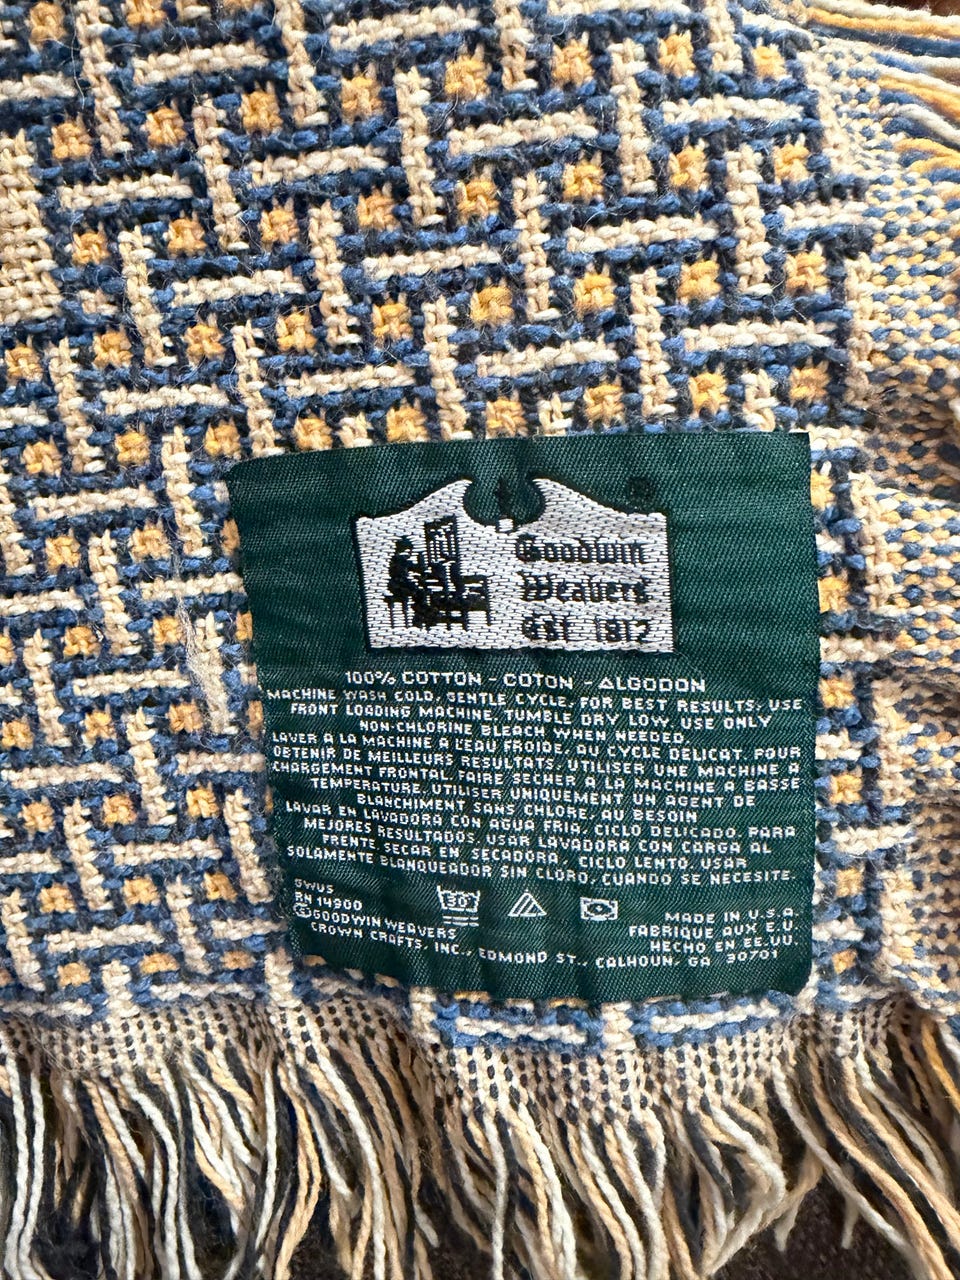 ®
Goodwin
Weavers
Est 1812
100% COTTON - COTON - ALGODON
MACHINE WASH COLD, GENTLE CYCLE, FOR BEST RESULTS, USE
FRONT LOADING MACHINE, TUMBLE DRY LOW, USE ONLY
NON-CHLORINE BLEACH WHEN NEEDED
LAVER A LA MACHINE A L'EAU FROIDE, AU CYCLE DELICAT. POUR
OBTENIR DE MEILLEURS RESULTATS, UTILISER UNE MACHINE A
CHARGEMENT FRONTAL. FAIRE SECHER A LA MACHINE A BASSE
TEMPERATURE. UTILISER UNIQUEMENT UN AGENT DE
BLANCHIMENT SANS CHLORE, AU BESOIN
LAVAR EN LAVADORA CON AGUA FRIA, CICLO DELICADO. PARA
MEJORES RESULTADOS, USAR LAVADORA CON CARGA AL
FRENTE. SECAR EN SECADORA, CICLO LENTO. USAR
SOLAMENTE BLANQUEADOR SIN CLORO, CUANDO SE NECESITE.
GWUS
RN 14900
©GOODWIN WEAVERS
CROWN CRAFTS, INC., EDMOND ST., CALHOUN, GA 30701
30°
MADE IN U.S.A.
FABRIQUE AUX E.U.
HECHO EN EE.UU.